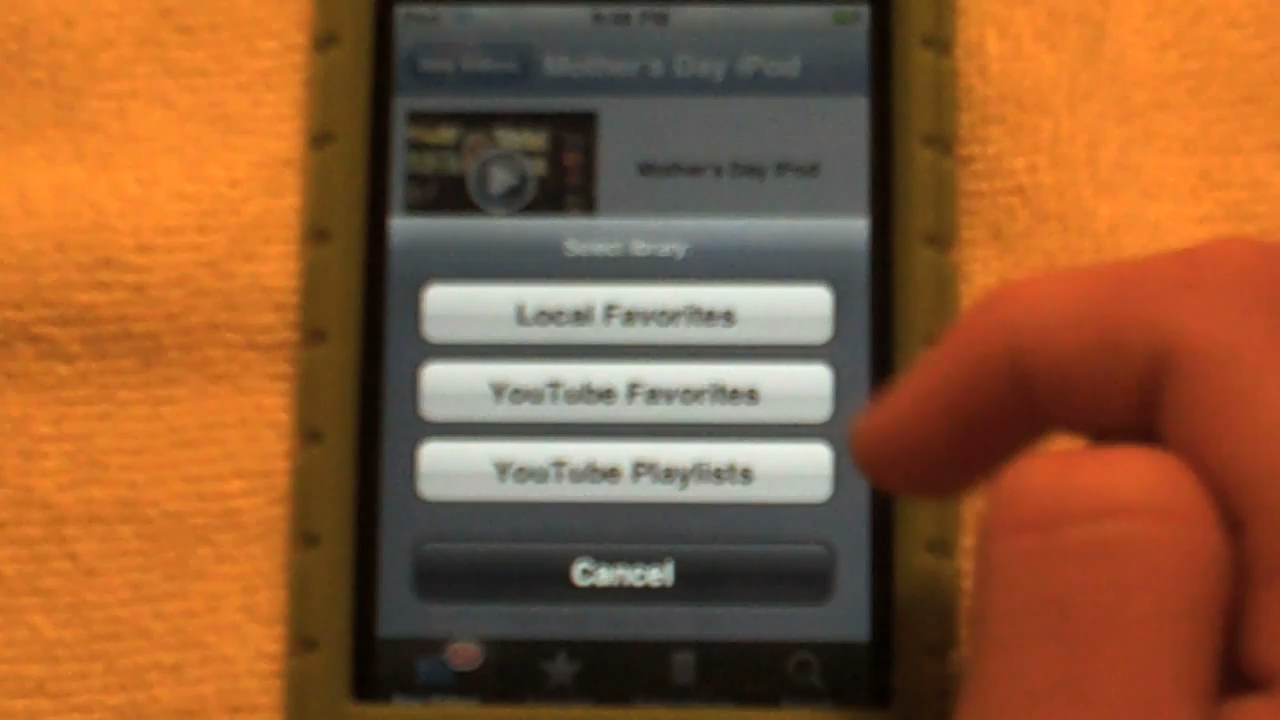 Mother's Day iPod
Mother's Day iPod
Select library
Local Favorites
YouTube Favorites
YouTube Playlists
Cancel